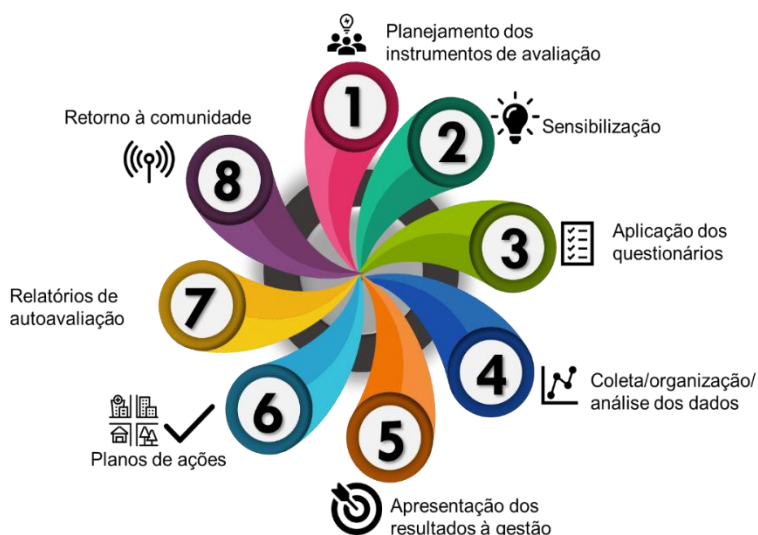 1
Planejamento dos
instrumentos de avaliação
2
Sensibilização
3
Aplicação dos
questionários
4
Coleta/organização/
análise dos dados
5
Apresentação dos
resultados à gestão
6
Planos de ações
7
Relatórios de
autoavaliação
8
Retorno à comunidade